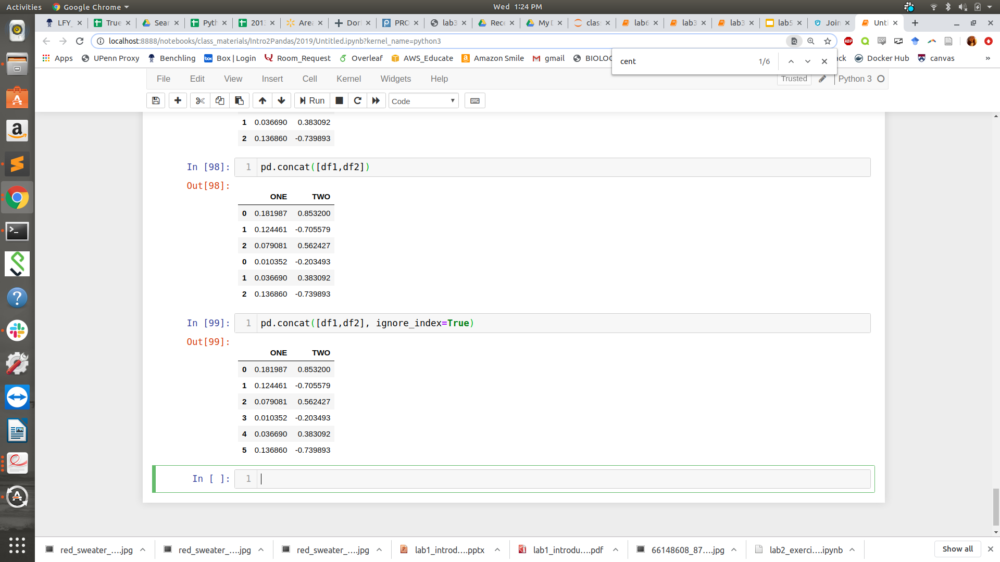 Activities Google Chrome Wed 1:24 PM
LFY_ True Sear Pyth 2013 Area Dor PRO lab3 Rece My D class lab6 lab3 lab3 lab5 Join Unti
localhost:8888/notebooks/class_materials/Intro2Pandas/2019/Untitled.ipynb?kernel_name=python3
ABP
CSF
Apps UPenn Proxy Benchling Box | Login Room_Request Overleaf AWS_Educate Amazon Smile gmail BIOLOG ck Docker Hub canvas »
cent 1/6
File Edit View Insert Cell Kernel Widgets Help Trusted Python 3
Run Code
1 0.036690 0.383092
2 0.136860 -0.739893
In [98]: 1 pd.concat([df1,df2])
Out[98]:
ONE TWO
0 0.181987 0.853200
1 0.124461 -0.705579
2 0.079081 0.562427
0 0.010352 -0.203493
1 0.036690 0.383092
2 0.136860 -0.739893
In [99]: 1 pd.concat([df1,df2], ignore_index=True)
Out[99]:
ONE TWO
0 0.181987 0.853200
1 0.124461 -0.705579
2 0.079081 0.562427
3 0.010352 -0.203493
4 0.036690 0.383092
5 0.136860 -0.739893
In [ ]: 1
red_sweater_....jpg red_sweater_....jpg red_sweater_....jpg lab1_introd....pptx lab1_introdu....pdf 66148608_87....jpg lab2_exerci....ipynb Show all